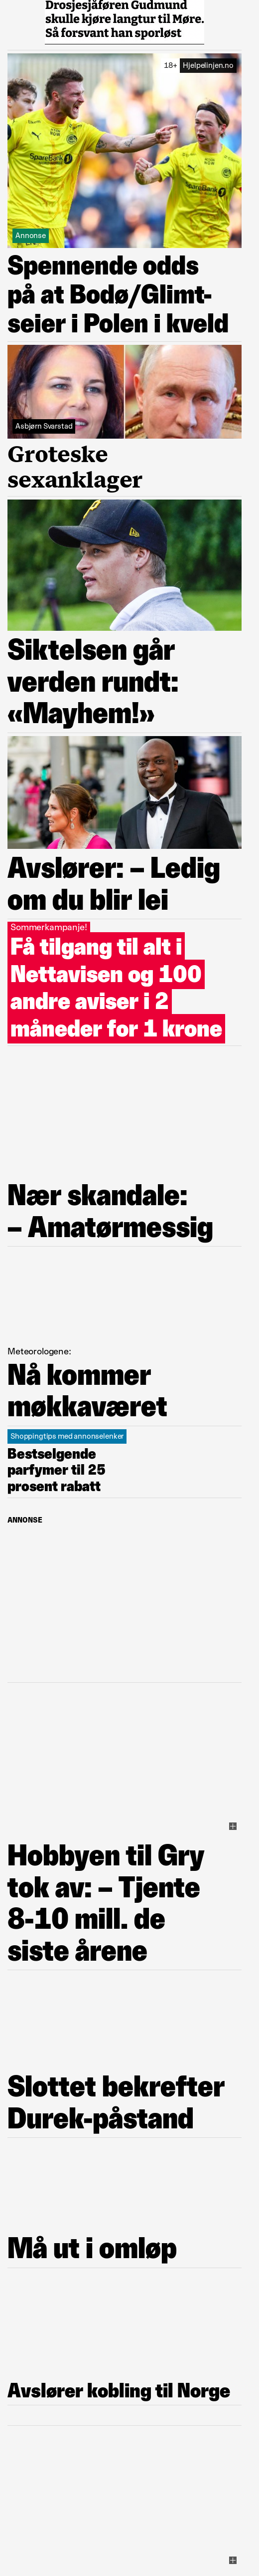 Drosjesjåføren Gudmund
skulle kjøre langtur til Møre.
Så forsvant han sporløst
18+ Hjelpelinjen.no
SpareBank
SpareBank
Annonse
Spennende odds
på at Bodø/Glimt-
seier i Polen i kveld
Asbjørn Svarstad
Groteske
sexanklager
Siktelsen går
verden rundt:
«Mayhem!»
Avslører: – Ledig
om du blir lei
Sommerkampanje!
Få tilgang til alt i
Nettavisen og 100
andre aviser i 2
måneder for 1 krone
Nær skandale:
– Amatørmessig
Meteorologene:
Nå kommer
møkkaværet
Shoppingtips med annonselenker
Bestselgende
parfymer til 25
prosent rabatt
ANNONSE
Hobbyen til Gry
tok av: – Tjente
8-10 mill. de
siste årene
Slottet bekrefter
Durek-påstand
Må ut i omløp
Avslører kobling til Norge